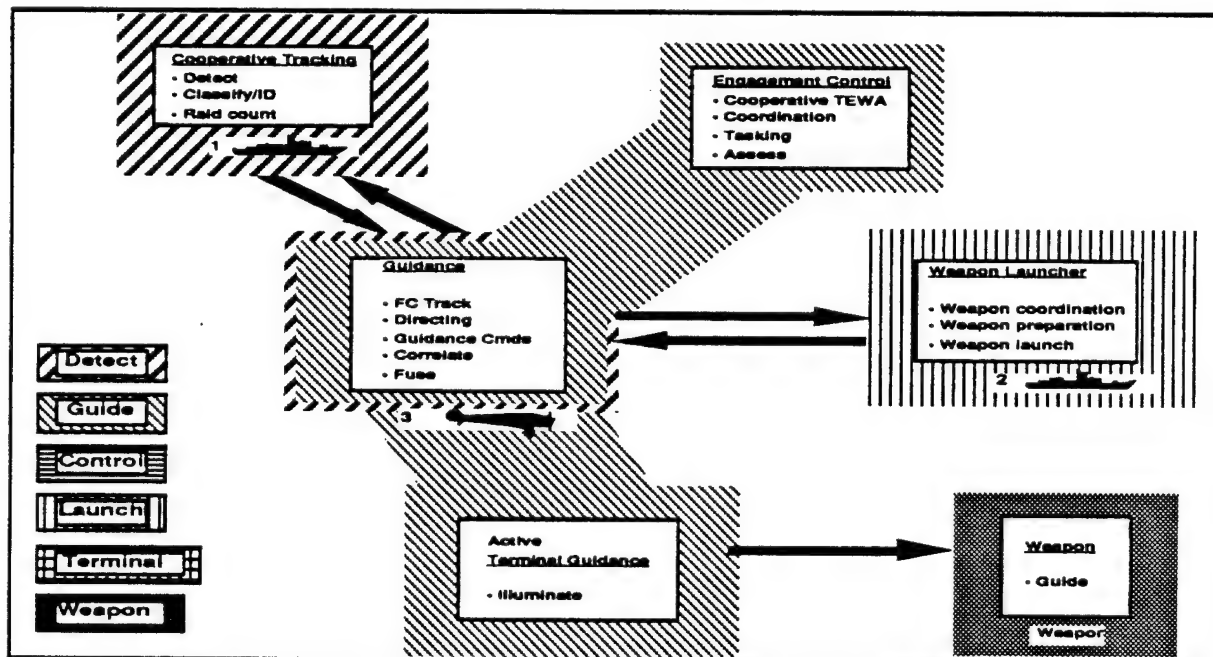 Cooperative Tracking
• Detect
• Classify/ID
• Raid count
1
Engagement Control
• Cooperative TEWA
• Coordination
• Tasking
• Assess
Guidance
• FC Track
• Directing
• Guidance Cmds
• Correlate
• Fuse
3
Weapon Launcher
• Weapon coordination
• Weapon preparation
• Weapon launch
2
Detect
Guide
Control
Launch
Terminal
Weapon
Active
Terminal Guidance
• Illuminate
Weapon
• Guide
Weapon